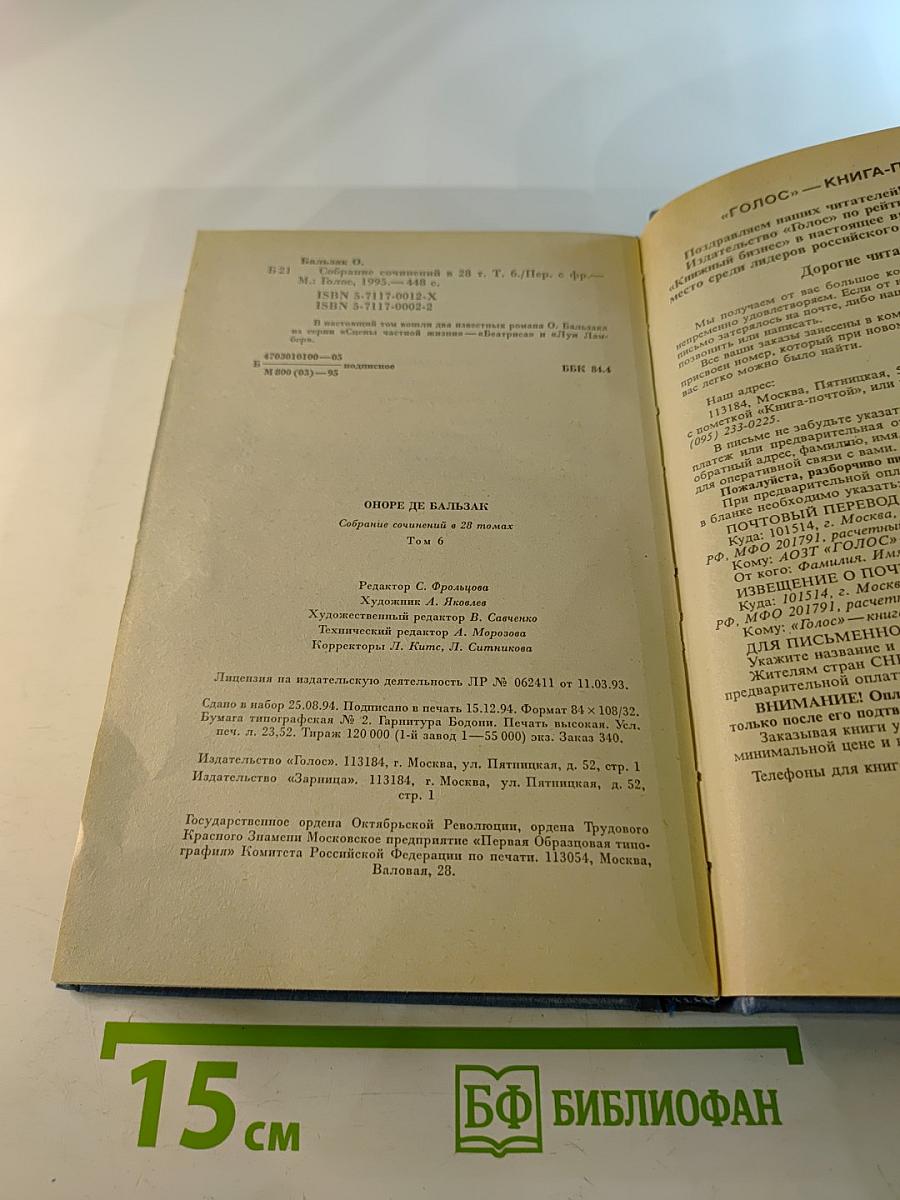 Бальзак О.
Б 21 Собрание сочинений в 28 т. Т. 6./Пер. с фр.—
М.: Голос, 1995.— 448 с.
ISBN 5-7117-0012-X
ISBN 5-7117-0002-2
В настоящий том вошли два известных романа О. Бальзака
из серии «Сцены частной жизни» — «Беатриса» и «Луи Лам-
бер».
Б 4703010100—05
М 800 (03)—95 подписное
ББК 84.4
ОНОРЕ ДЕ БАЛЬЗАК
Собрание сочинений в 28 томах
Том 6
Редактор С. Фрольцова
Художник А. Яковлев
Художественный редактор В. Савченко
Технический редактор А. Морозова
Корректоры Л. Китс, Л. Ситникова
Лицензия на издательскую деятельность ЛР № 062411 от 11.03.93.
Сдано в набор 25.08.94. Подписано в печать 15.12.94. Формат 84 × 108/32.
Бумага типографская № 2. Гарнитура Бодони. Печать высокая. Усл.
печ. л. 23,52. Тираж 120 000 (1-й завод 1—55 000) экз. Заказ 340.
Издательство «Голос». 113184, г. Москва, ул. Пятницкая, д. 52, стр. 1
Издательство «Зарница». 113184, г. Москва, ул. Пятницкая, д. 52,
стр. 1
Государственное ордена Октябрьской Революции, ордена Трудового
Красного Знамени Московское предприятие «Первая Образцовая типо-
графия» Комитета Российской Федерации по печати. 113054, Москва,
Валовая, 28.
«ГОЛОС» — КНИГА-П
Поздравляем наших читателей!
Издательство «Голос» по рейти
«Книжный бизнес» в настоящее в
место среди лидеров российского
Дорогие чита
Мы получаем от вас большое ко
непременно удовлетворяем. Если от н
письмо затерялось на почте, либо наш
позвонить или написать.
Все ваши заказы занесены в ком
присвоен номер, который при новом
вас легко можно было найти.
Наш адрес:
113184, Москва, Пятницкая, 5
с пометкой «Книга-почтой», или
(095) 233-0225.
В письме не забудьте указать
платеж или предварительная оп
обратный адрес, фамилию, имя,
для оперативной связи с вами.
Пожалуйста, разборчиво пи
При предварительной опл
в бланке необходимо указать:
ПОЧТОВЫЙ ПЕРЕВОД
Куда: 101514, г. Москва,
РФ, МФО 201791, расчетны
Кому: АОЗТ «ГОЛОС»
От кого: Фамилия. Имя
ИЗВЕЩЕНИЕ О ПОЧТ
Куда: 101514, г. Москв
РФ, МФО 201791, расчетн
Кому: «Голос» — книга
ДЛЯ ПИСЬМЕННО
Укажите название и
Жителям стран СНГ
предварительной оплат
ВНИМАНИЕ! Опл
только после его подтв
Заказывая книги у
минимальной цене и
Телефоны для книг
15 см
БФ БИБЛИОФАН